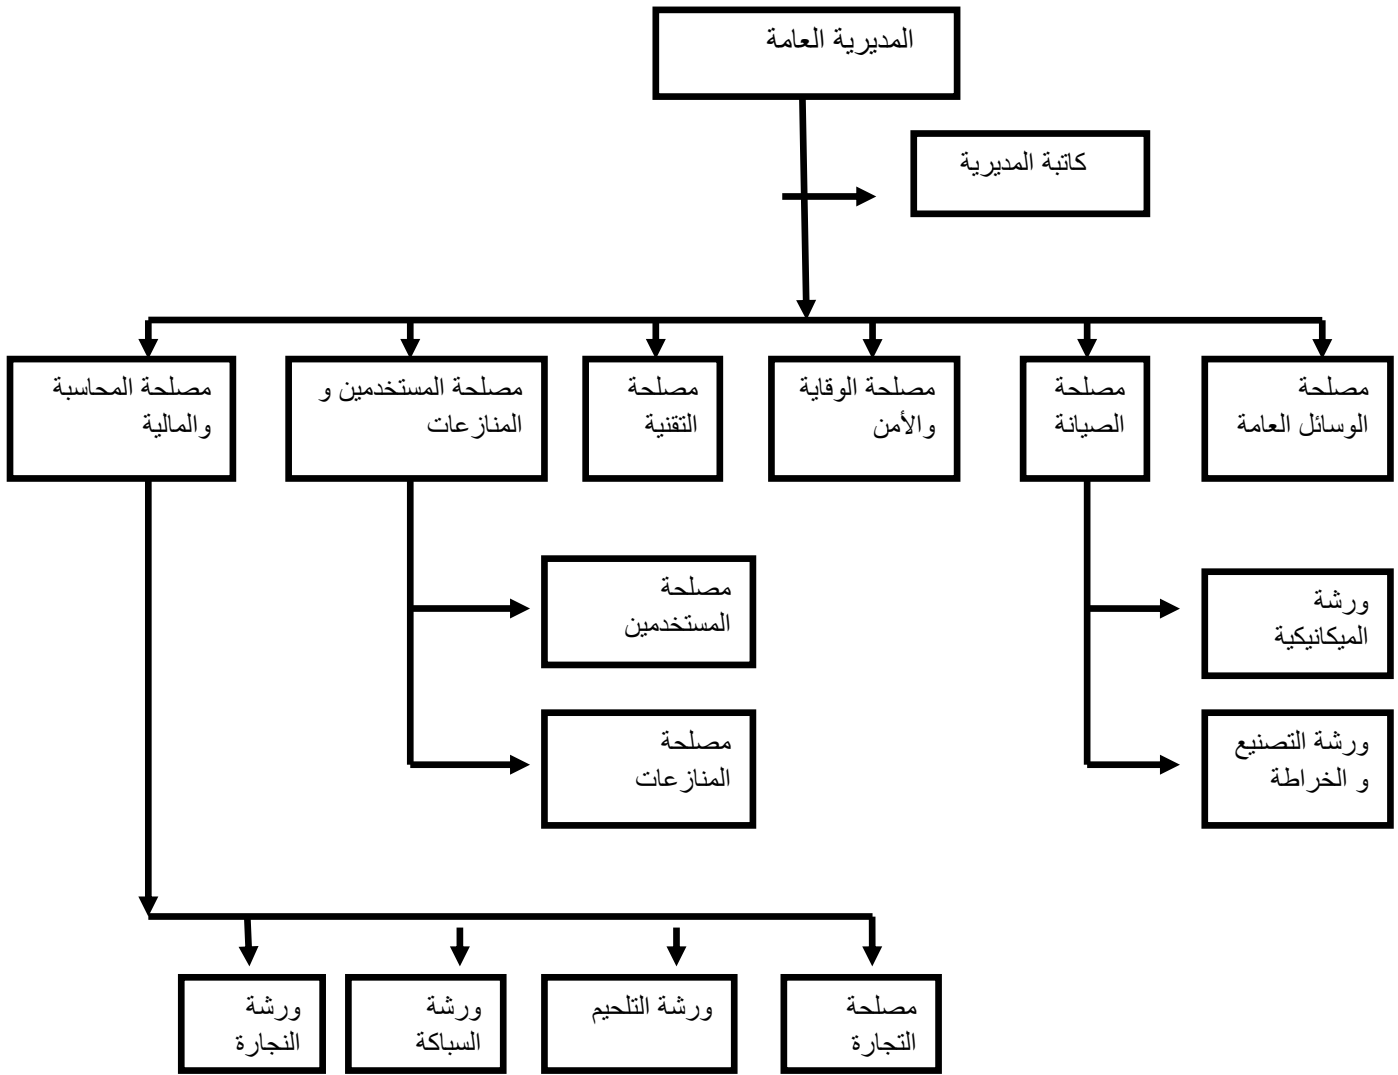 المديرية العامة
كاتبة المديرية
مصلحة
الوسائل العامة
مصلحة
الصيانة
مصلحة الوقاية
والأمن
مصلحة
التقنية
مصلحة المستخدمين و
المنازعات
مصلحة المحاسبة
والمالية
ورشة
الميكانيكية
ورشة التصنيع
و الخراطة
مصلحة
المستخدمين
مصلحة
المنازعات
مصلحة
التجارة
ورشة التلحيم
ورشة
السباكة
ورشة
النجارة